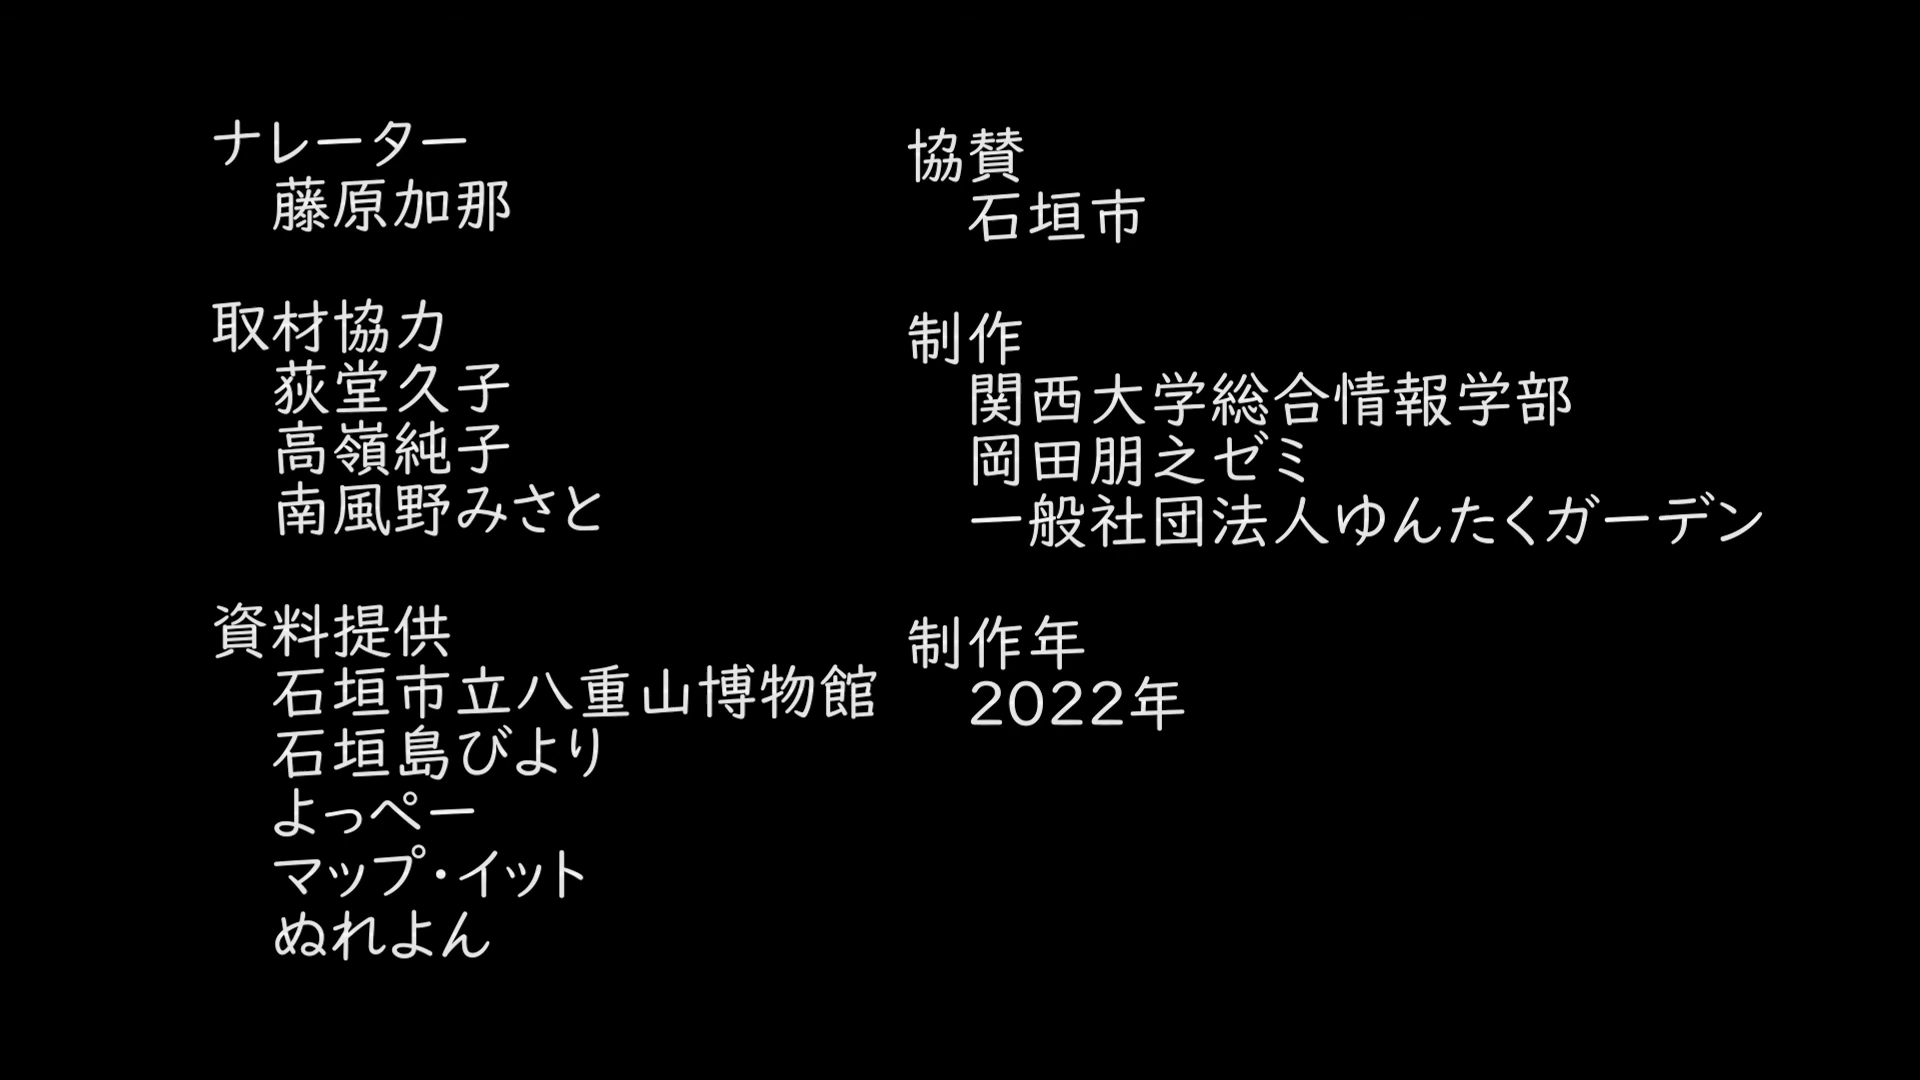 ナレーター
藤原加那
取材協力
荻堂久子
高嶺純子
南風野みさと
資料提供
石垣市立八重山博物館
石垣島びより
よっぺー
マップ・イット
ぬれよん
協賛
石垣市
制作
関西大学総合情報学部
岡田朋之ゼミ
一般社団法人ゆんたくガーデン
制作年
2022年